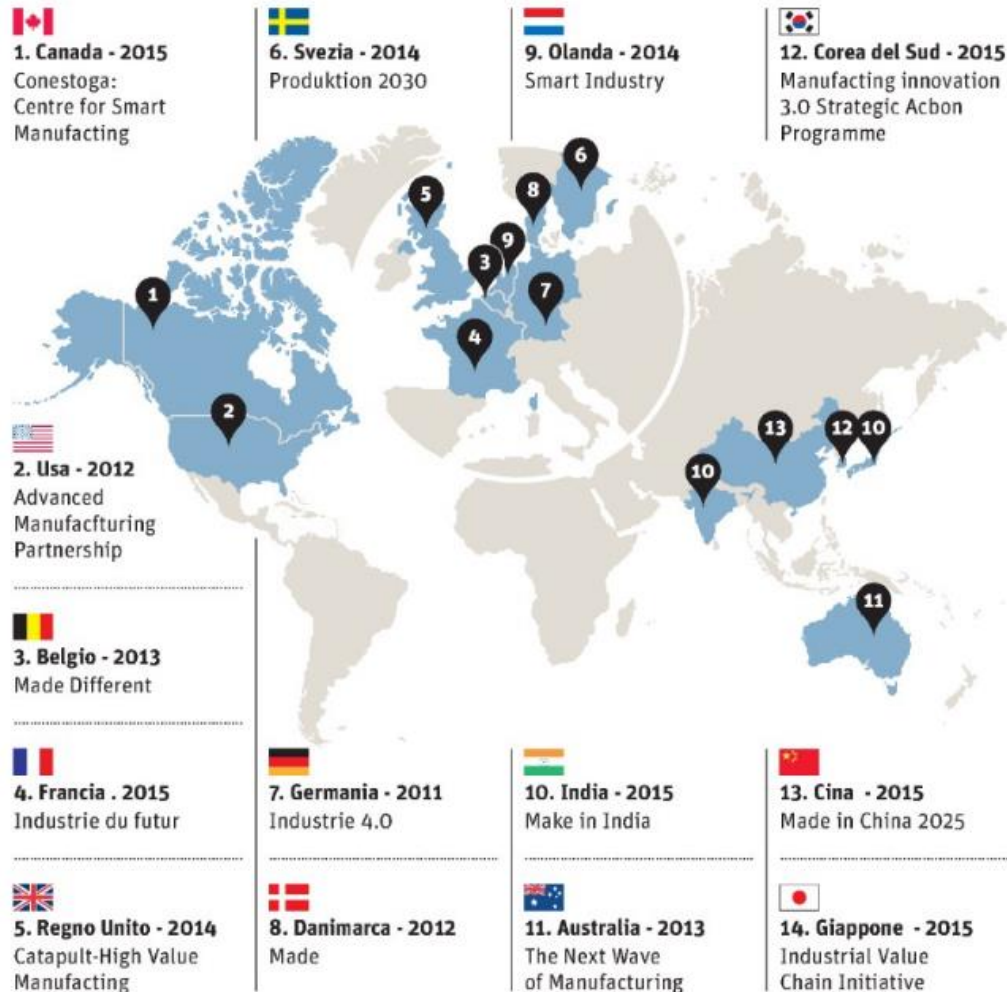 1. Canada - 2015
Conestoga:
Centre for Smart
Manufacting
6. Svezia - 2014
Produktion 2030
9. Olanda - 2014
Smart Industry
12. Corea del Sud - 2015
Manufacting innovation
3.0 Strategic Acbon
Programme
6
5
8
9
3
1
7
4
2
13
12
10
10
11
2. Usa - 2012
Advanced
Manufacfturing
Partnership
3. Belgio - 2013
Made Different
4. Francia . 2015
Industrie du futur
5. Regno Unito - 2014
Catapult-High Value
Manufacting
7. Germania - 2011
Industrie 4.0
8. Danimarca - 2012
Made
10. India - 2015
Make in India
11. Australia - 2013
The Next Wave
of Manufacturing
13. Cina - 2015
Made in China 2025
14. Giappone - 2015
Industrial Value
Chain Initiative